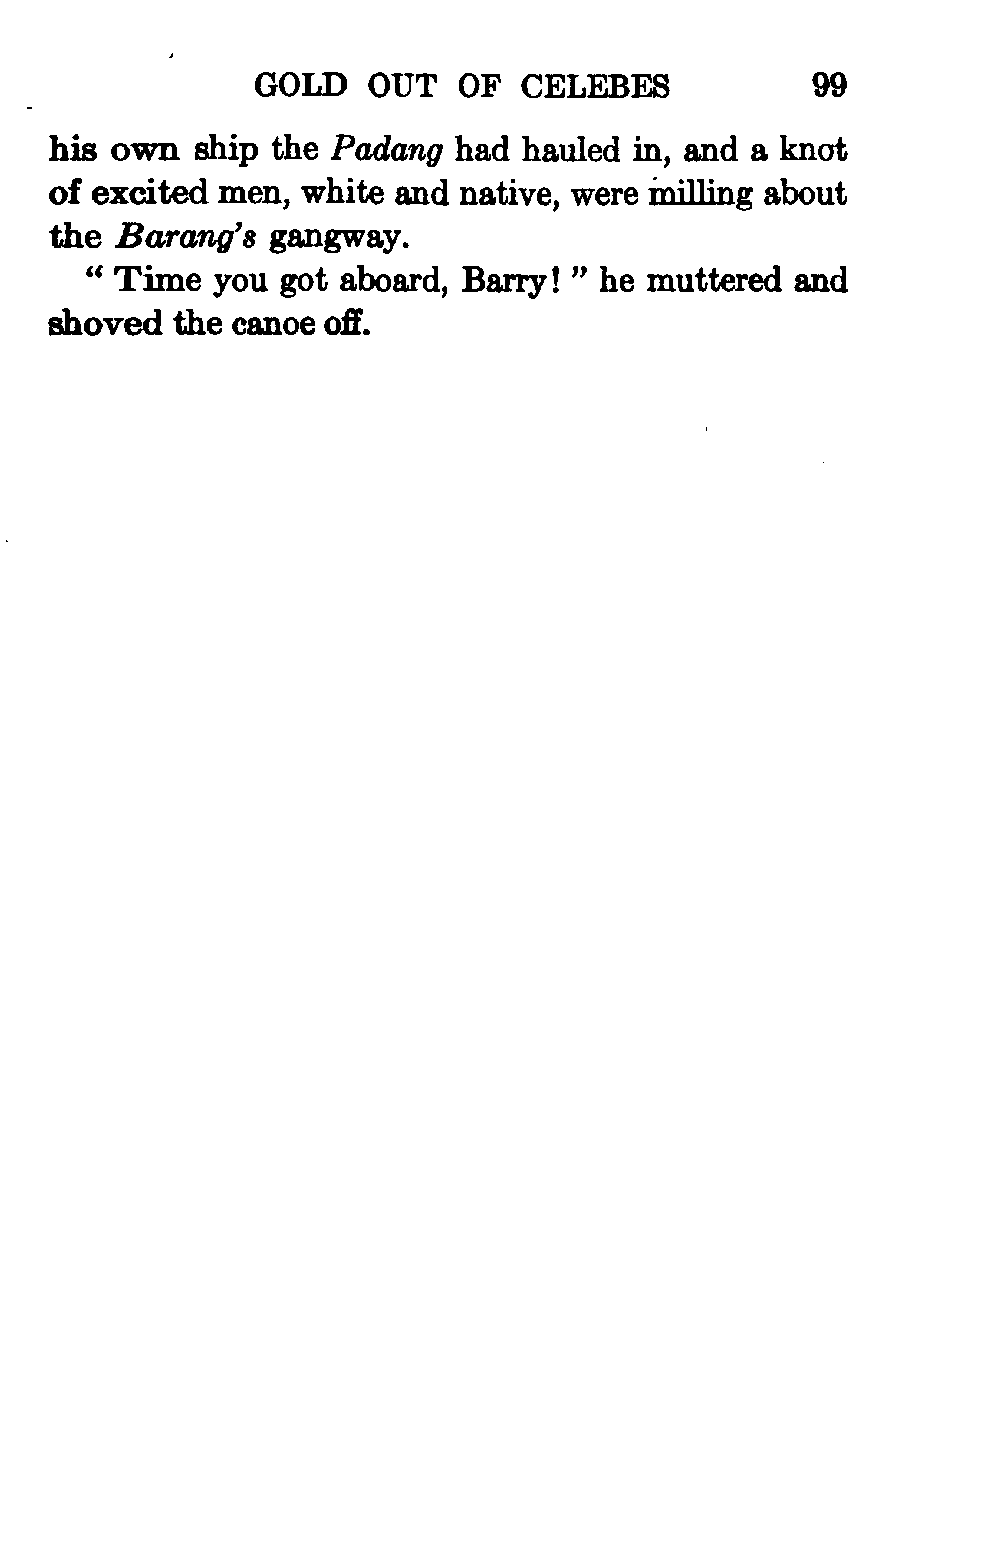 GOLD OUT OF CELEBES 99
his own ship the Padang had hauled in, and a knot
of excited men, white and native, were milling about
the Barang's gangway.
“ Time you got aboard, Barry! ” he muttered and
shoved the canoe off.